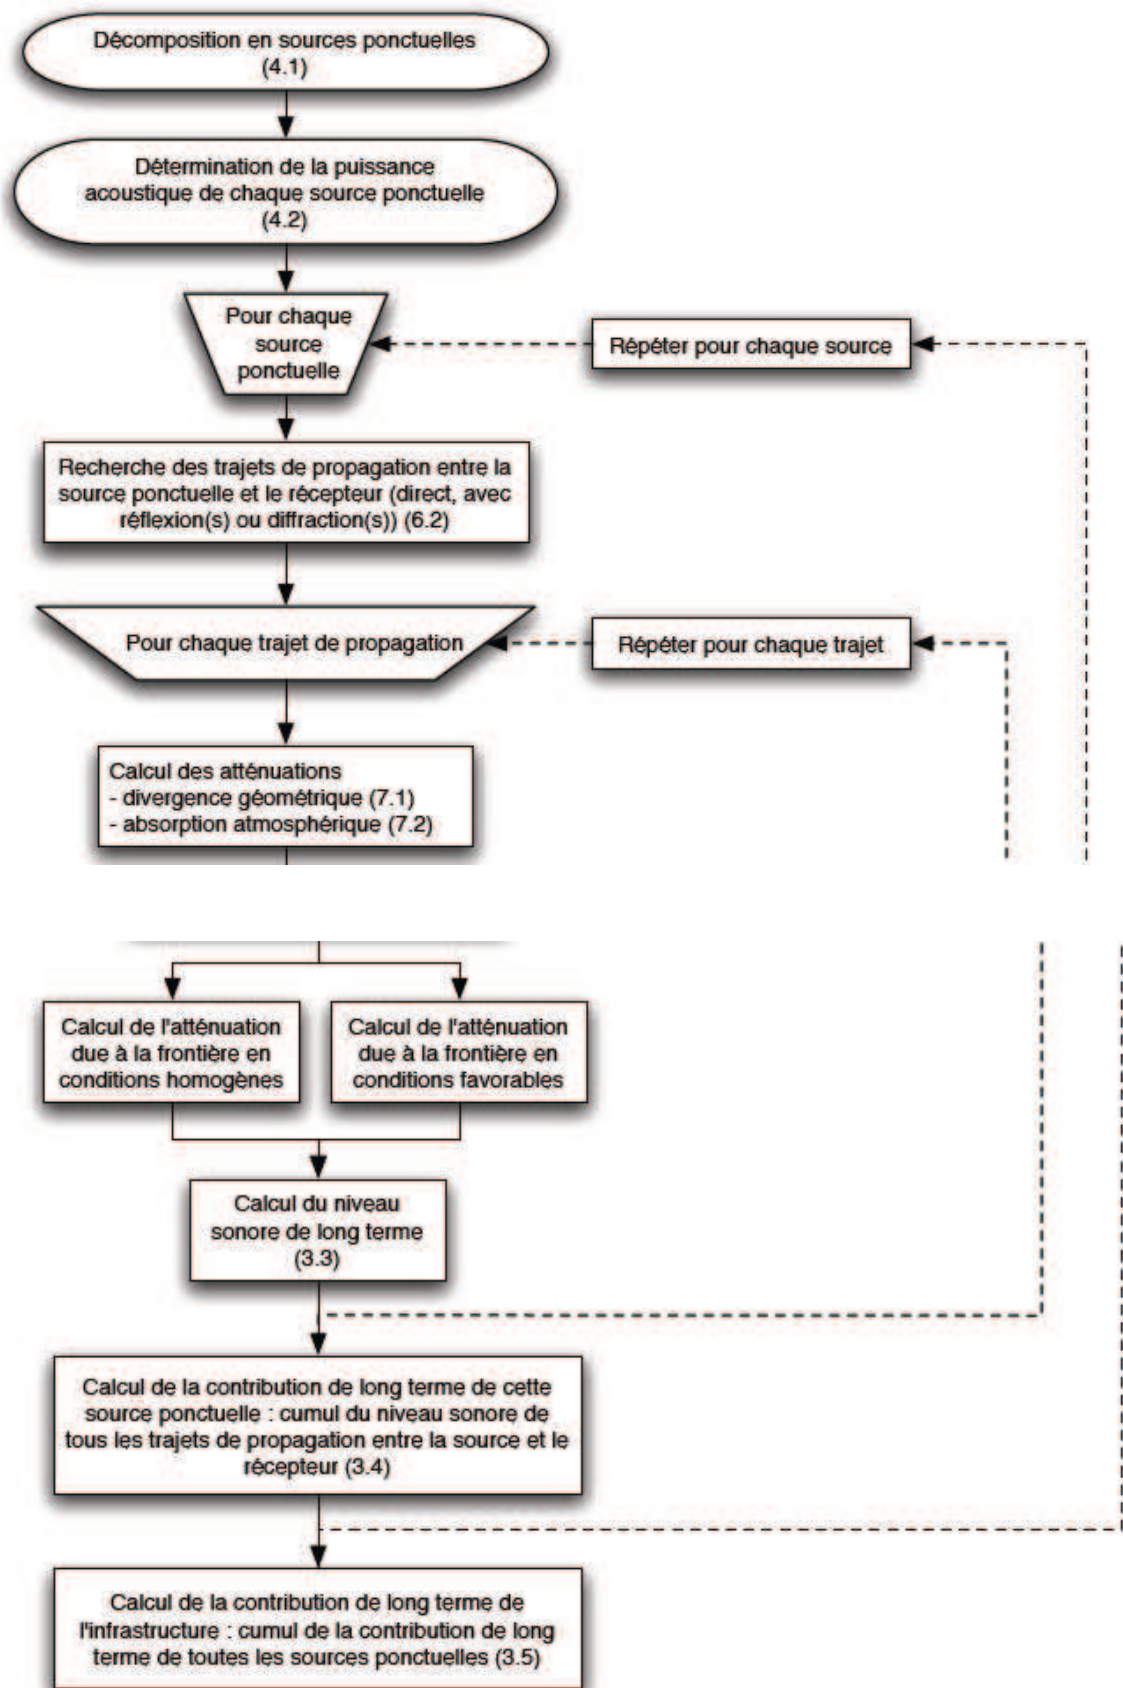 Décomposition en sources ponctuelles
(4.1)
Détermination de la puissance
acoustique de chaque source ponctuelle
(4.2)
Pour chaque
source
ponctuelle
Répéter pour chaque source
Recherche des trajets de propagation entre la
source ponctuelle et le récepteur (direct, avec
réflexion(s) ou diffraction(s)) (6.2)
Pour chaque trajet de propagation
Répéter pour chaque trajet
Calcul des atténuations
- divergence géométrique (7.1)
- absorption atmosphérique (7.2)
Calcul de l'atténuation
due à la frontière en
conditions homogènes
Calcul de l'atténuation
due à la frontière en
conditions favorables
Calcul du niveau
sonore de long terme
(3.3)
Calcul de la contribution de long terme de cette
source ponctuelle : cumul du niveau sonore de
tous les trajets de propagation entre la source et le
récepteur (3.4)
Calcul de la contribution de long terme de
l'infrastructure : cumul de la contribution de long
terme de toutes les sources ponctuelles (3.5)